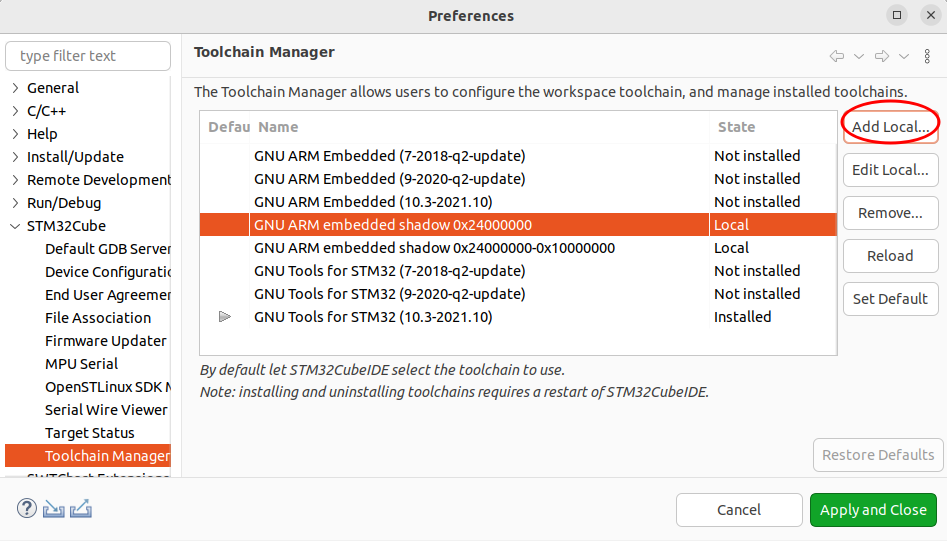 Preferences
type filter text
General
C/C++
Help
Install/Update
Remote Development
Run/Debug
STM32Cube
Default GDB Server
Device Configuratic
End User Agreemer
File Association
Firmware Updater
MPU Serial
OpenSTLinux SDK M
Serial Wire Viewer
Target Status
Toolchain Manager
Toolchain Manager
The Toolchain Manager allows users to configure the workspace toolchain, and manage installed toolchains.
Defau Name State
GNU ARM Embedded (7-2018-q2-update) Not installed
GNU ARM Embedded (9-2020-q2-update) Not installed
GNU ARM Embedded (10.3-2021.10) Not installed
GNU ARM embedded shadow 0x24000000 Local
GNU ARM embedded shadow 0x24000000-0x10000000 Local
GNU Tools for STM32 (7-2018-q2-update) Not installed
GNU Tools for STM32 (9-2020-q2-update) Not installed
GNU Tools for STM32 (10.3-2021.10) Installed
Add Local...
Edit Local...
Remove...
Reload
Set Default
By default let STM32CubeIDE select the toolchain to use.
Note: installing and uninstalling toolchains requires a restart of STM32CubeIDE.
Restore Defaults
Cancel
Apply and Close